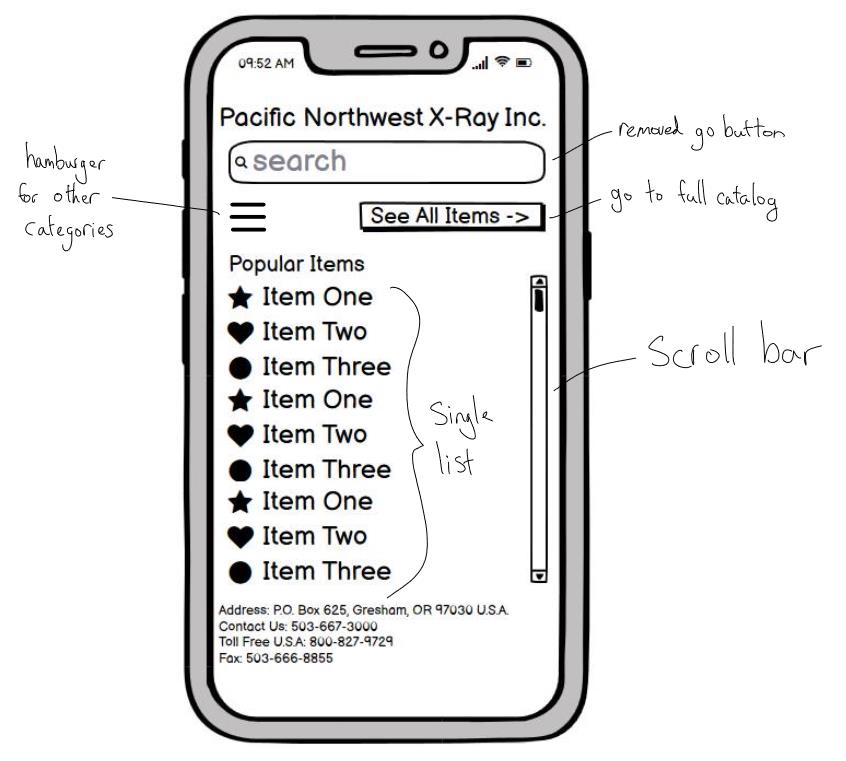 09:52 AM
Pacific Northwest X-Ray Inc.
removed go button
search
hamburger
for other
categories
See All Items ->
go to full catalog
Popular Items
Item One
Item Two
Item Three
Item One
Item Two
Item Three
Item One
Item Two
Item Three
Single
list
Scroll bar
Address: P.O. Box 625, Gresham, OR 97030 U.S.A.
Contact Us: 503-667-3000
Toll Free U.S.A: 800-827-9729
Fax: 503-666-8855